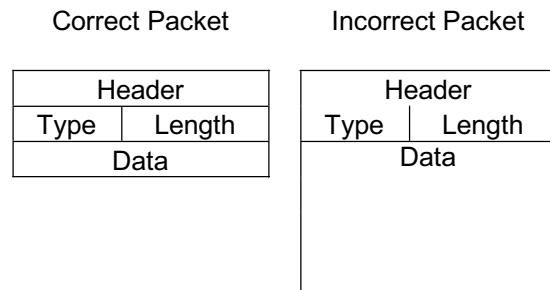 Correct Packet
Header
Type Length
Data
Incorrect Packet
Header
Type Length
Data